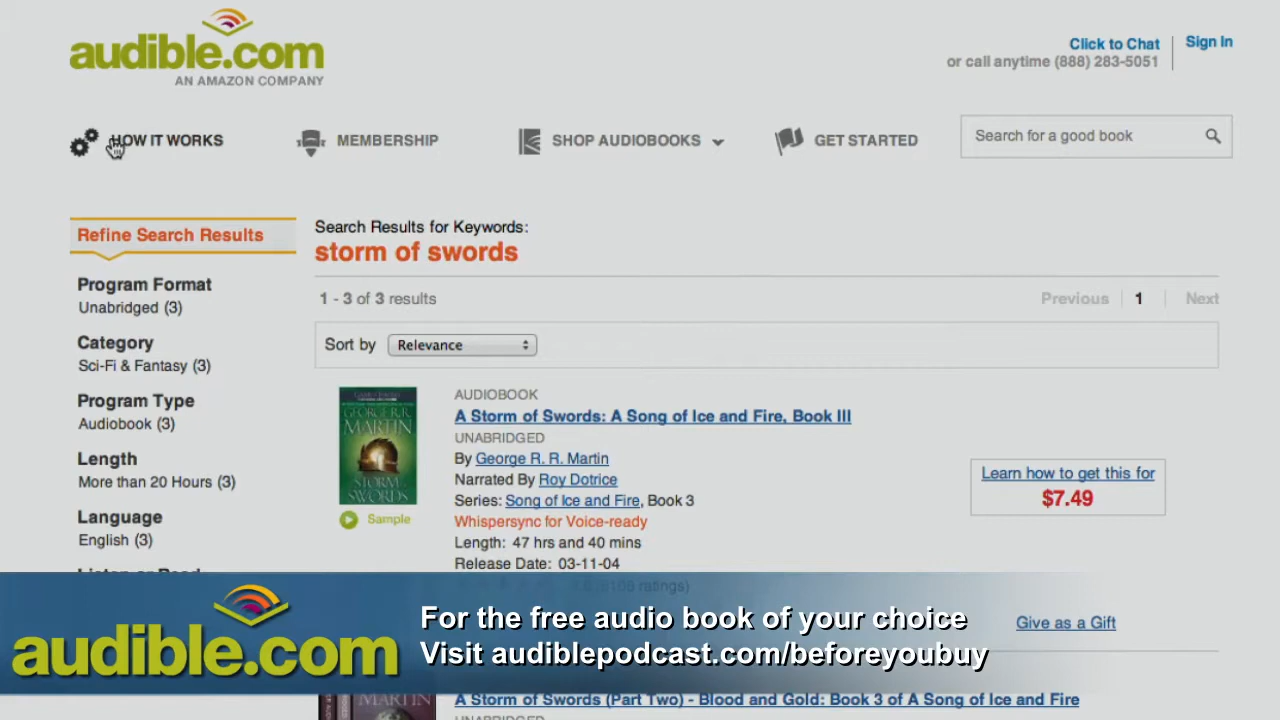 audible.com
AN AMAZON COMPANY
Click to Chat
or call anytime (888) 283-5051
Sign In
HOW IT WORKS
MEMBERSHIP
SHOP AUDIOBOOKS
GET STARTED
Search for a good book
Refine Search Results
Program Format
Unabridged (3)
Category
Sci-Fi & Fantasy (3)
Program Type
Audiobook (3)
Length
More than 20 Hours (3)
Language
English (3)
Search Results for Keywords:
storm of swords
1 - 3 of 3 results
Previous 1 Next
Sort by Relevance
GEORGE R.R.
MARTIN
STORM
SWORDS
Sample
AUDIOBOOK
A Storm of Swords: A Song of Ice and Fire, Book III
UNABRIDGED
By George R. R. Martin
Narrated By Roy Dotrice
Series: Song of Ice and Fire, Book 3
Whispersync for Voice-ready
Length: 47 hrs and 40 mins
Release Date: 03-11-04
ratings)
Learn how to get this for
$7.49
Give as a Gift
audible.com
For the free audio book of your choice
Visit audiblepodcast.com/beforeyoubuy
MARTIN
A Storm of Swords (Part Two) - Blood and Gold: Book 3 of A Song of Ice and Fire
UNABRIDGED